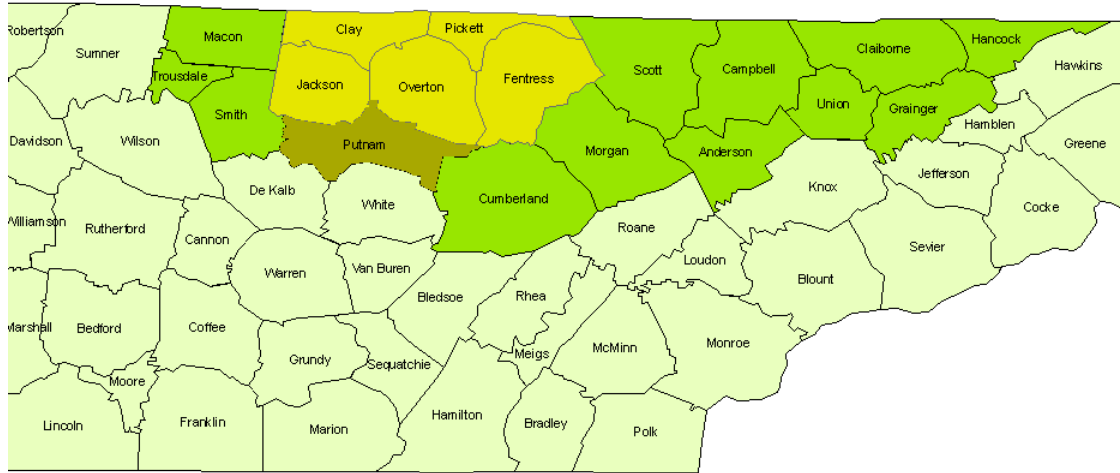 Robertson
Sumner
Macon
Clay
Pickett
Claiborne
Hancock
Trousdale
Jackson
Overton
Fentress
Scott
Campbell
Hawkins
Smith
Union
Grainger
Davidson
Wilson
Putnam
Morgan
Anderson
Hamblen
Greene
De Kalb
White
Cumberland
Knox
Jefferson
Williamson
Rutherford
Cannon
Roane
Cocke
Warren
Van Buren
Loudon
Sevier
Bledsoe
Rhea
Blount
Marshall
Bedford
Coffee
Grundy
Sequatchie
Meigs
McMinn
Monroe
Moore
Lincoln
Franklin
Marion
Hamilton
Bradley
Polk